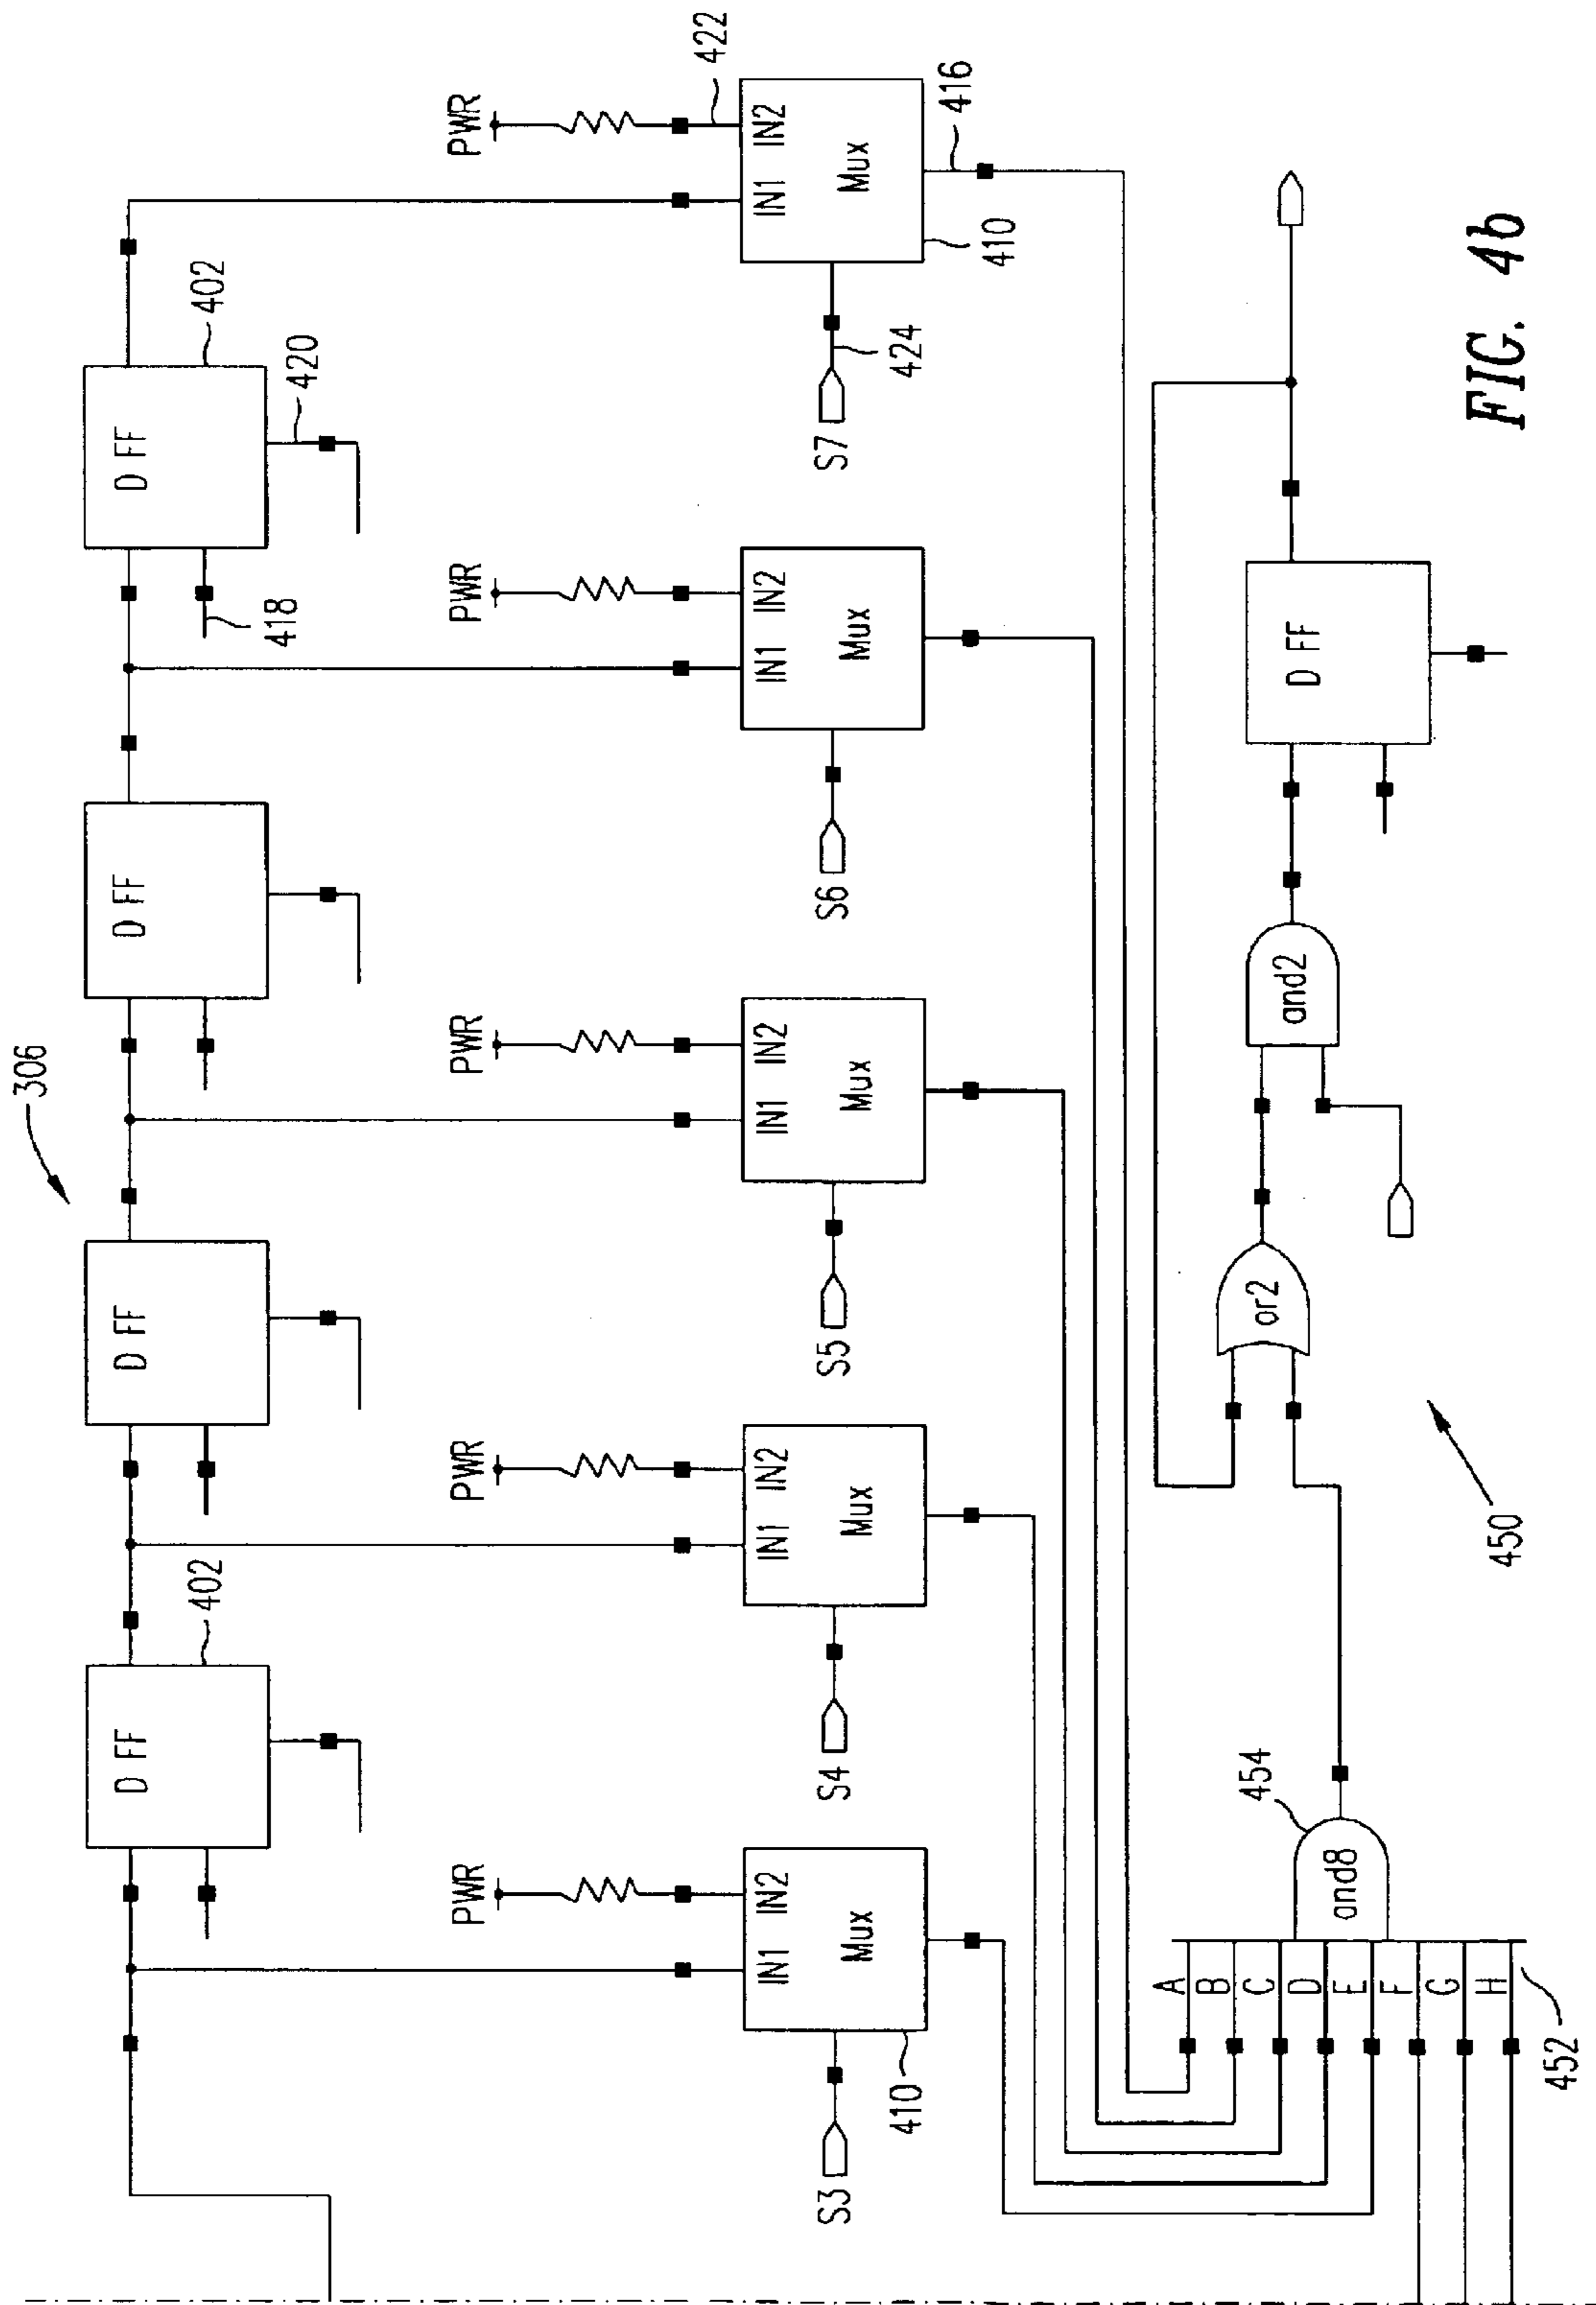 306
D FF
402
D FF
D FF
D FF
402
418
420
PWR
PWR
PWR
PWR
PWR
422
IN1 IN2
Mux
IN1 IN2
Mux
IN1 IN2
Mux
IN1 IN2
Mux
IN1 IN2
Mux
S3
410
S4
S5
S6
S7
424
410
416
A
B
C
D
E
F
G
H
452
and8
454
or2
and2
D FF
450
FIG. 4b